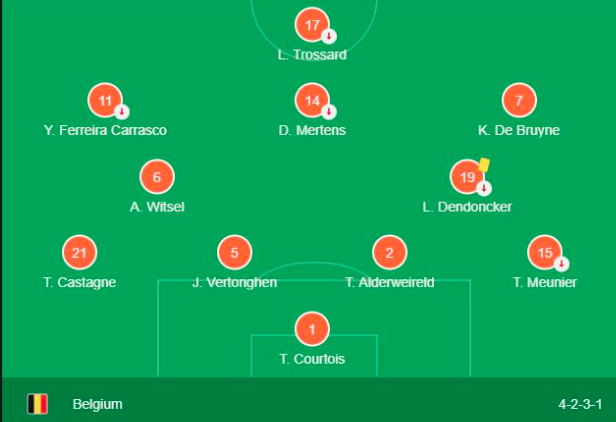 17
L. Trossard
11 14 7
Y. Ferreira Carrasco D. Mertens K. De Bruyne
6 19
A. Witsel L. Dendoncker
21 5 2 15
T. Castagne J. Vertonghen T. Alderweireld T. Meunier
1
T. Courtois
Belgium 4-2-3-1